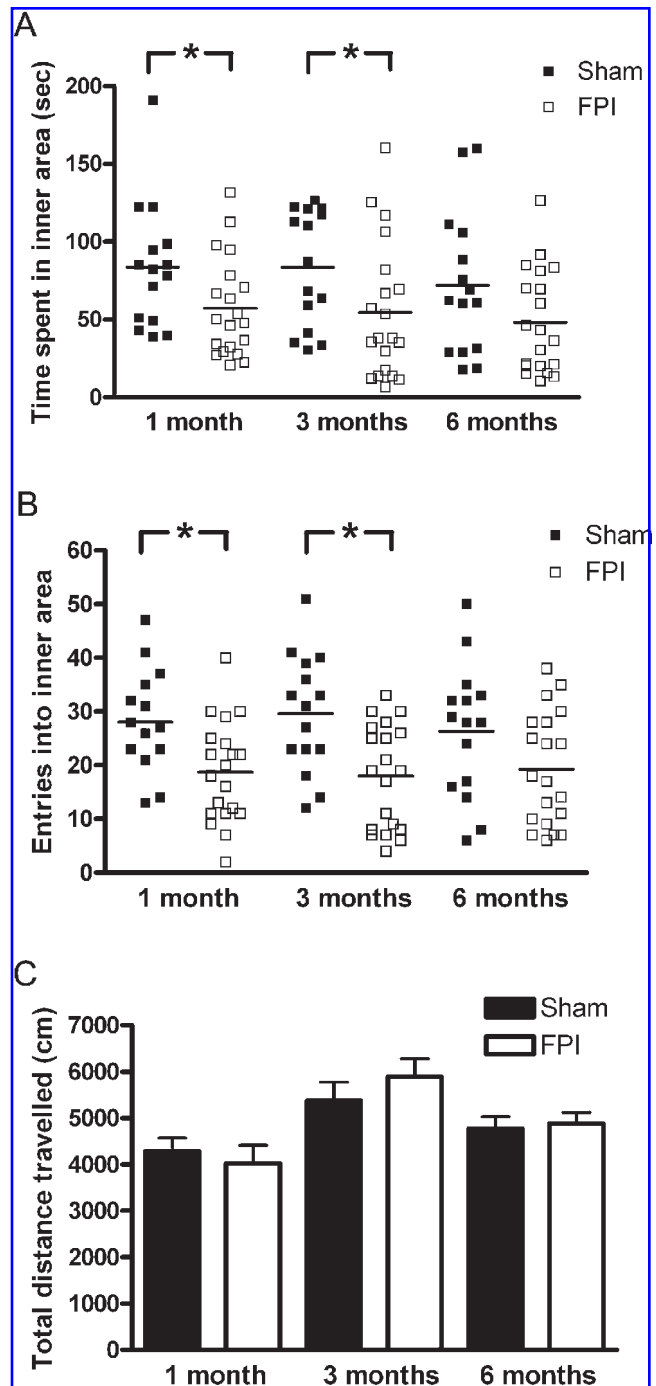 A
* *
Sham
FPI
Time spent in inner area (sec)
200
150
100
50
0
1 month 3 months 6 months
B
* *
Sham
FPI
Entries into inner area
60
50
40
30
20
10
0
1 month 3 months 6 months
C
Sham
FPI
Total distance travelled (cm)
7000
6000
5000
4000
3000
2000
1000
0
1 month 3 months 6 months